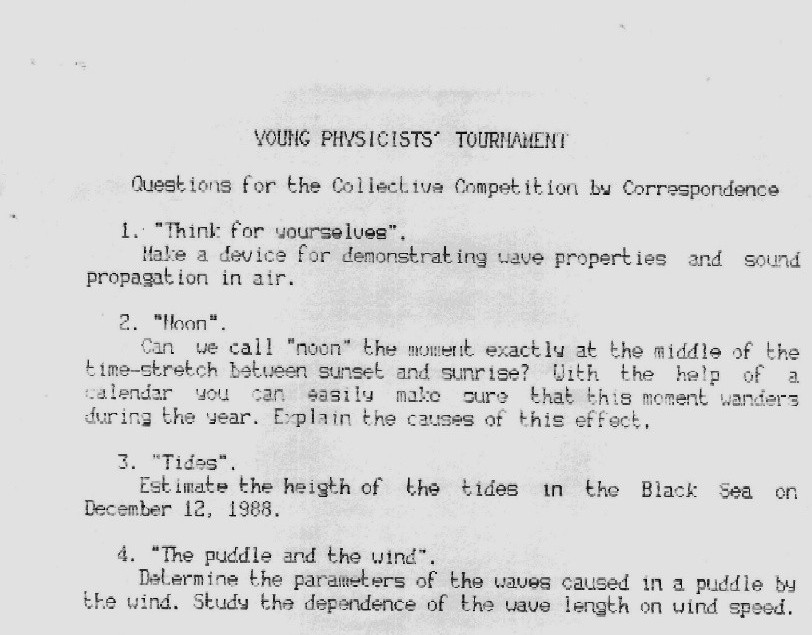 YOUNG PHYSICISTS' TOURNAMENT
Questions for the Collective Competition by Correspondence
1. "Think for yourselves".
Make a device for demonstrating wave properties and sound
propagation in air.
2. "Noon".
Can we call "noon" the moment exactly at the middle of the
time-stretch between sunset and sunrise? With the help of a
calendar you can easily make sure that this moment wanders
during the year. Explain the causes of this effect.
3. "Tides".
Estimate the heigth of the tides in the Black Sea on
December 12, 1988.
4. "The puddle and the wind".
Determine the parameters of the waves caused in a puddle by
the wind. Study the dependence of the wave length on wind speed.